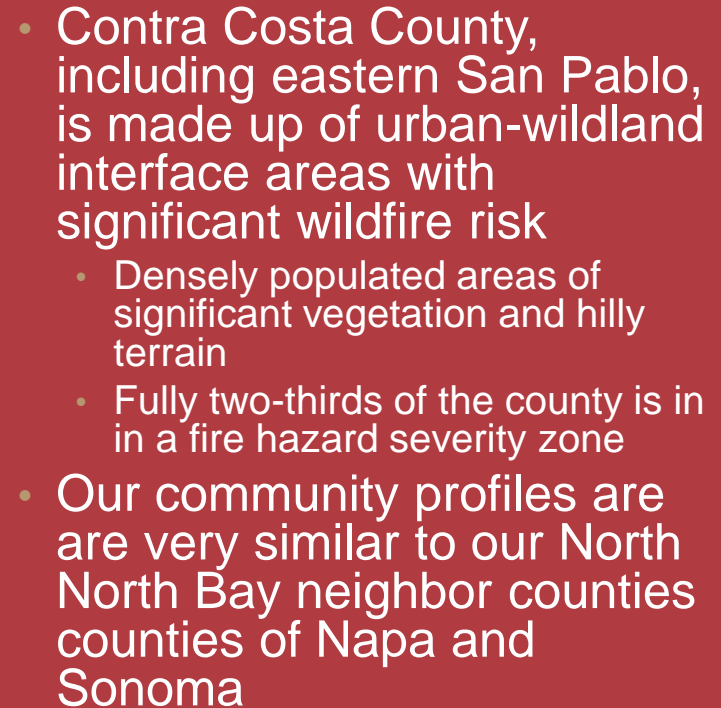 • Contra Costa County,
including eastern San Pablo,
is made up of urban-wildland
interface areas with
significant wildfire risk
• Densely populated areas of
significant vegetation and hilly
terrain
• Fully two-thirds of the county is in
in a fire hazard severity zone
• Our community profiles are
are very similar to our North
North Bay neighbor counties
counties of Napa and
Sonoma